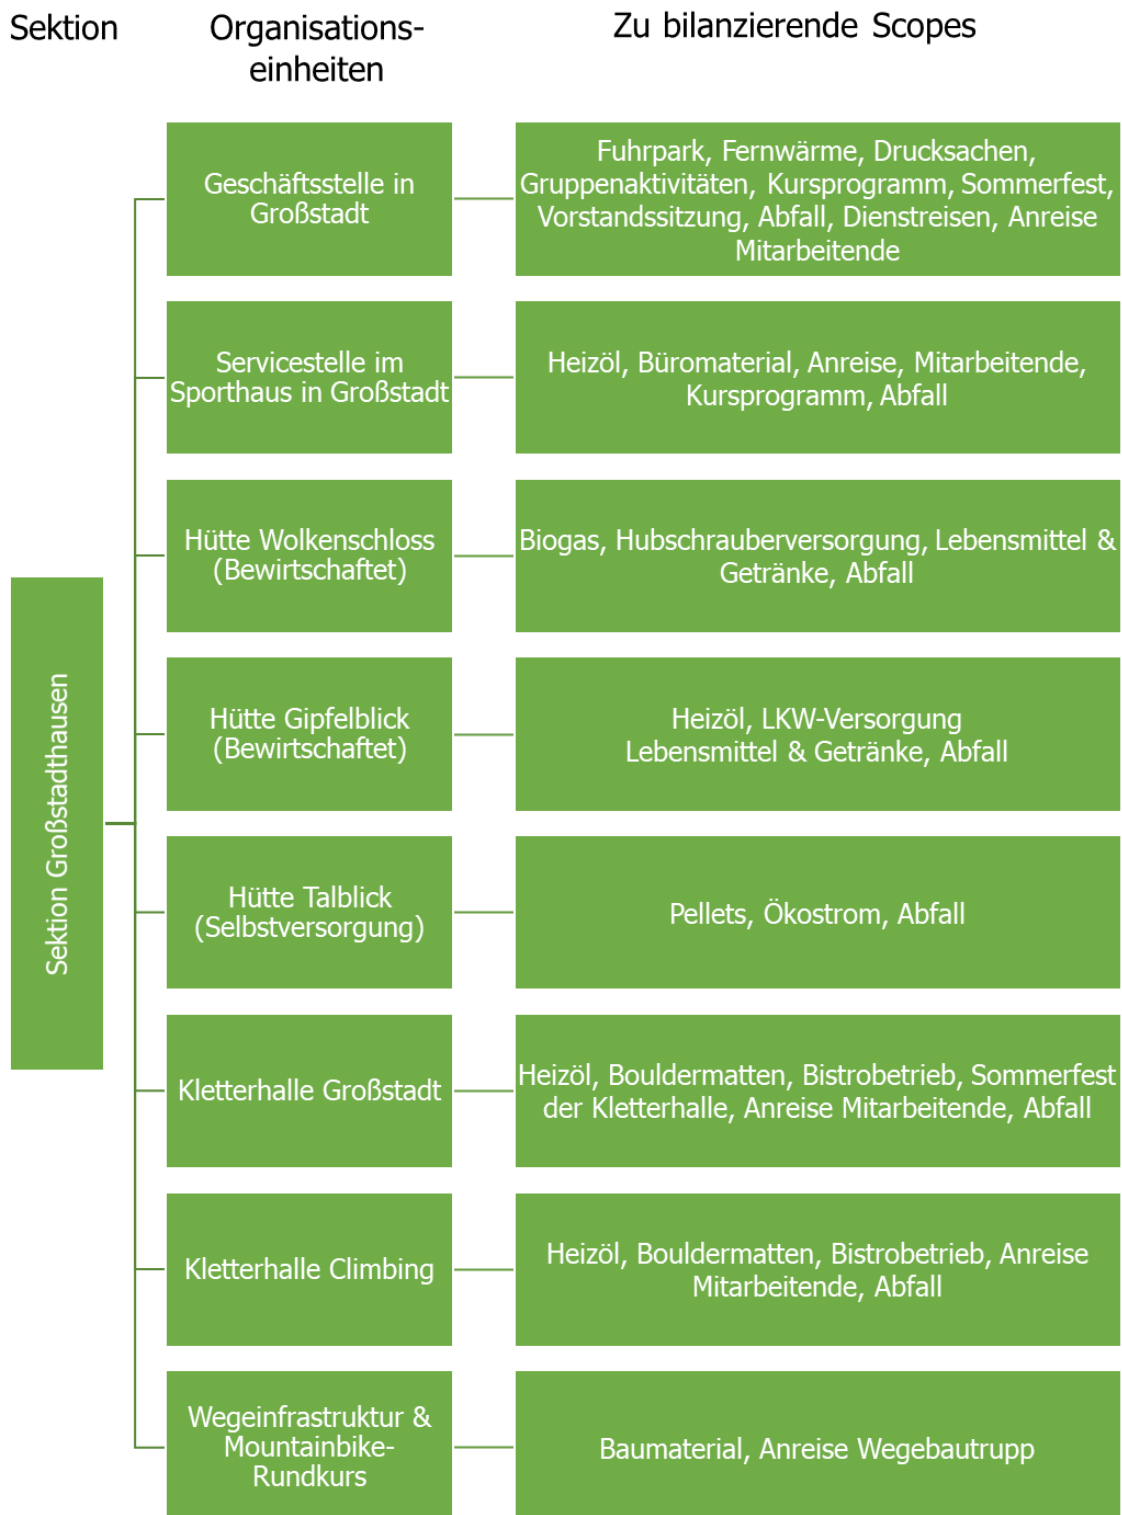 Sektion
Organisations-
einheiten
Zu bilanzierende Scopes
Sektion Großstadthausen
Geschäftsstelle in
Großstadt
Fuhrpark, Fernwärme, Drucksachen,
Gruppenaktivitäten, Kursprogramm, Sommerfest,
Vorstandssitzung, Abfall, Dienstreisen, Anreise
Mitarbeitende
Servicestelle im
Sporthaus in Großstadt
Heizöl, Büromaterial, Anreise, Mitarbeitende,
Kursprogramm, Abfall
Hütte Wolkenschloss
(Bewirtschaftet)
Biogas, Hubschrauberversorgung, Lebensmittel &
Getränke, Abfall
Hütte Gipfelblick
(Bewirtschaftet)
Heizöl, LKW-Versorgung
Lebensmittel & Getränke, Abfall
Hütte Talblick
(Selbstversorgung)
Pellets, Ökostrom, Abfall
Kletterhalle Großstadt
Heizöl, Bouldermatten, Bistrobetrieb, Sommerfest
der Kletterhalle, Anreise Mitarbeitende, Abfall
Kletterhalle Climbing
Heizöl, Bouldermatten, Bistrobetrieb, Anreise
Mitarbeitende, Abfall
Wegeinfrastruktur &
Mountainbike-
Rundkurs
Baumaterial, Anreise Wegebautrupp